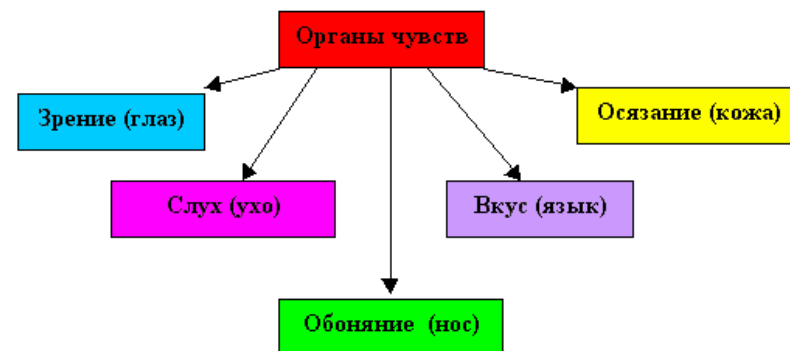 Органы чувств
Зрение (глаз)
Осязание (кожа)
Слух (ухо)
Вкус (язык)
Обоняние (нос)